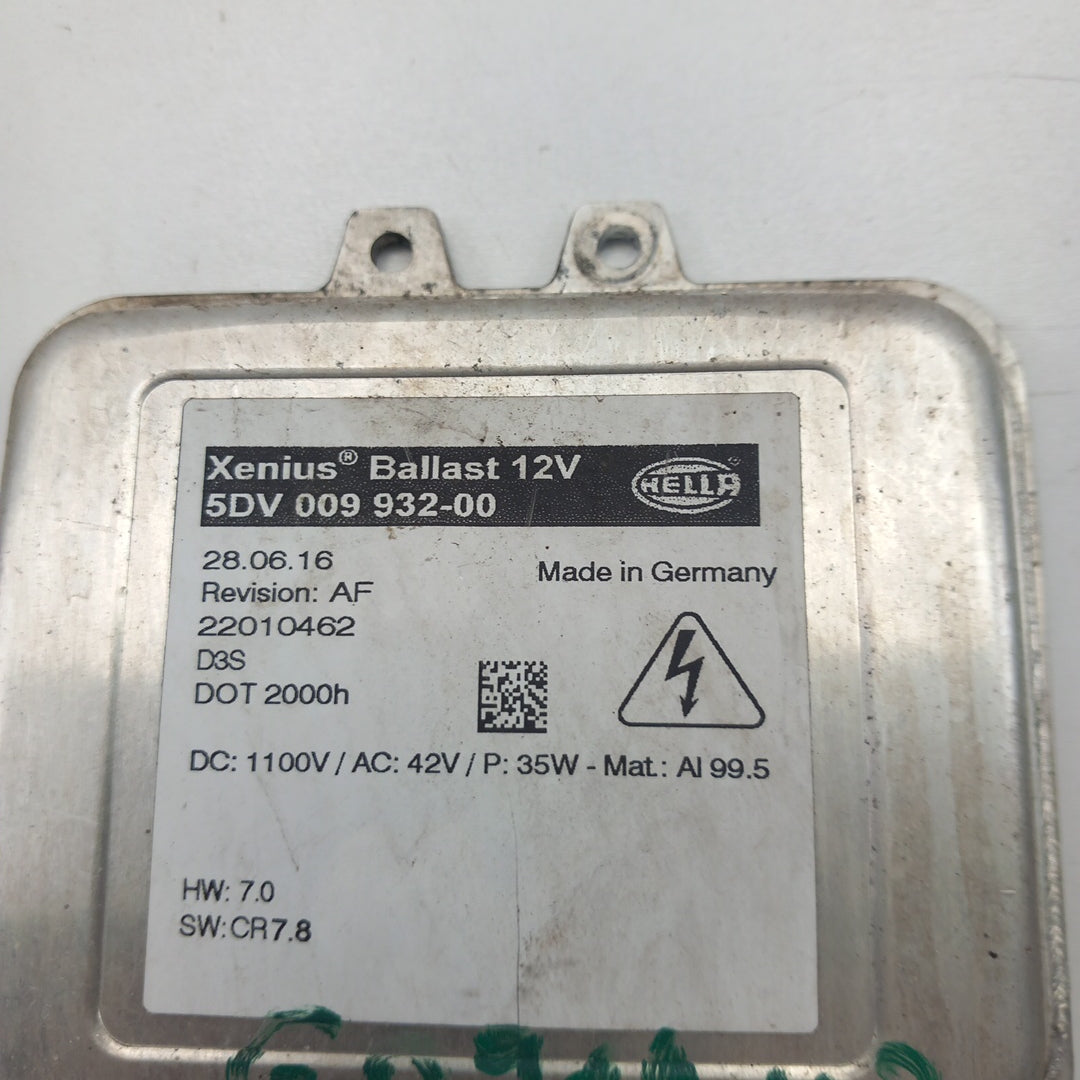 Xenius® Ballast 12V
5DV 009 932-00
HELLA
28.06.16
Revision: AF
Made in Germany
22010462
D3S
DOT 2000h
DC: 1100V / AC: 42V / P: 35W - Mat.: Al 99.5
HW: 7.0
SW:CR7.8